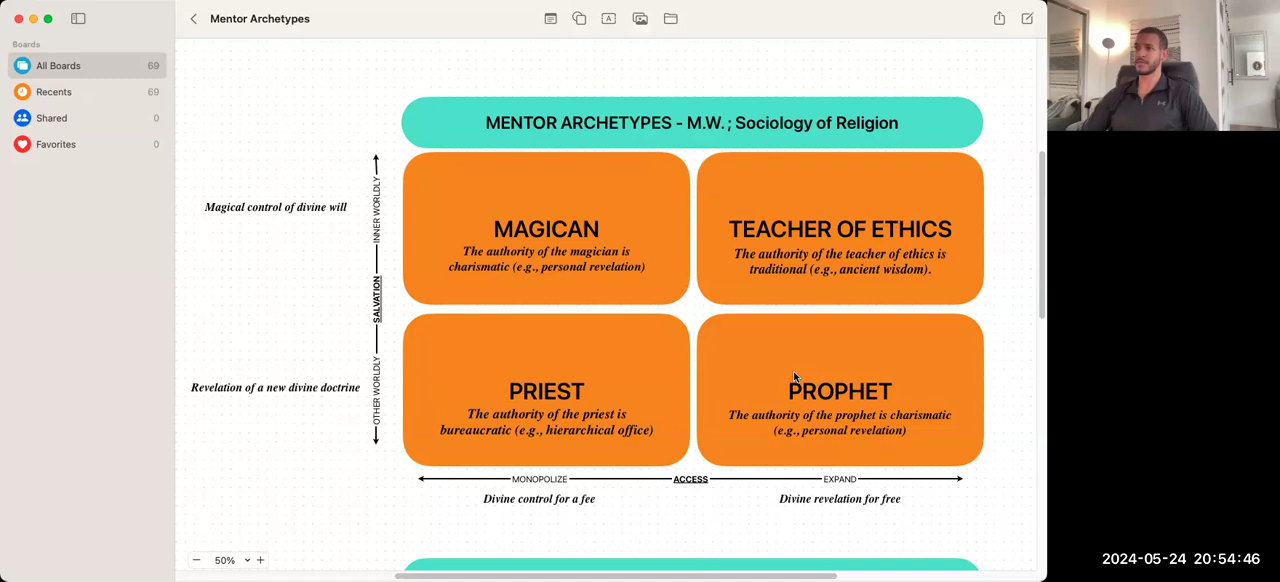 Mentor Archetypes
Boards
All Boards 69
Recents 69
Shared 0
Favorites 0
MENTOR ARCHETYPES - M.W. ; Sociology of Religion
Magical control of divine will
INNER WORLDLY
SALVATION
OTHER WORLDLY
Revelation of a new divine doctrine
MAGICAN
The authority of the magician is
charismatic (e.g., personal revelation)
TEACHER OF ETHICS
The authority of the teacher of ethics is
traditional (e.g., ancient wisdom).
PRIEST
The authority of the priest is
bureaucratic (e.g., hierarchical office)
PROPHET
The authority of the prophet is charismatic
(e.g., personal revelation)
MONOPOLIZE ACCESS EXPAND
Divine control for a fee
Divine revelation for free
50%
2024-05-24 20:54:46